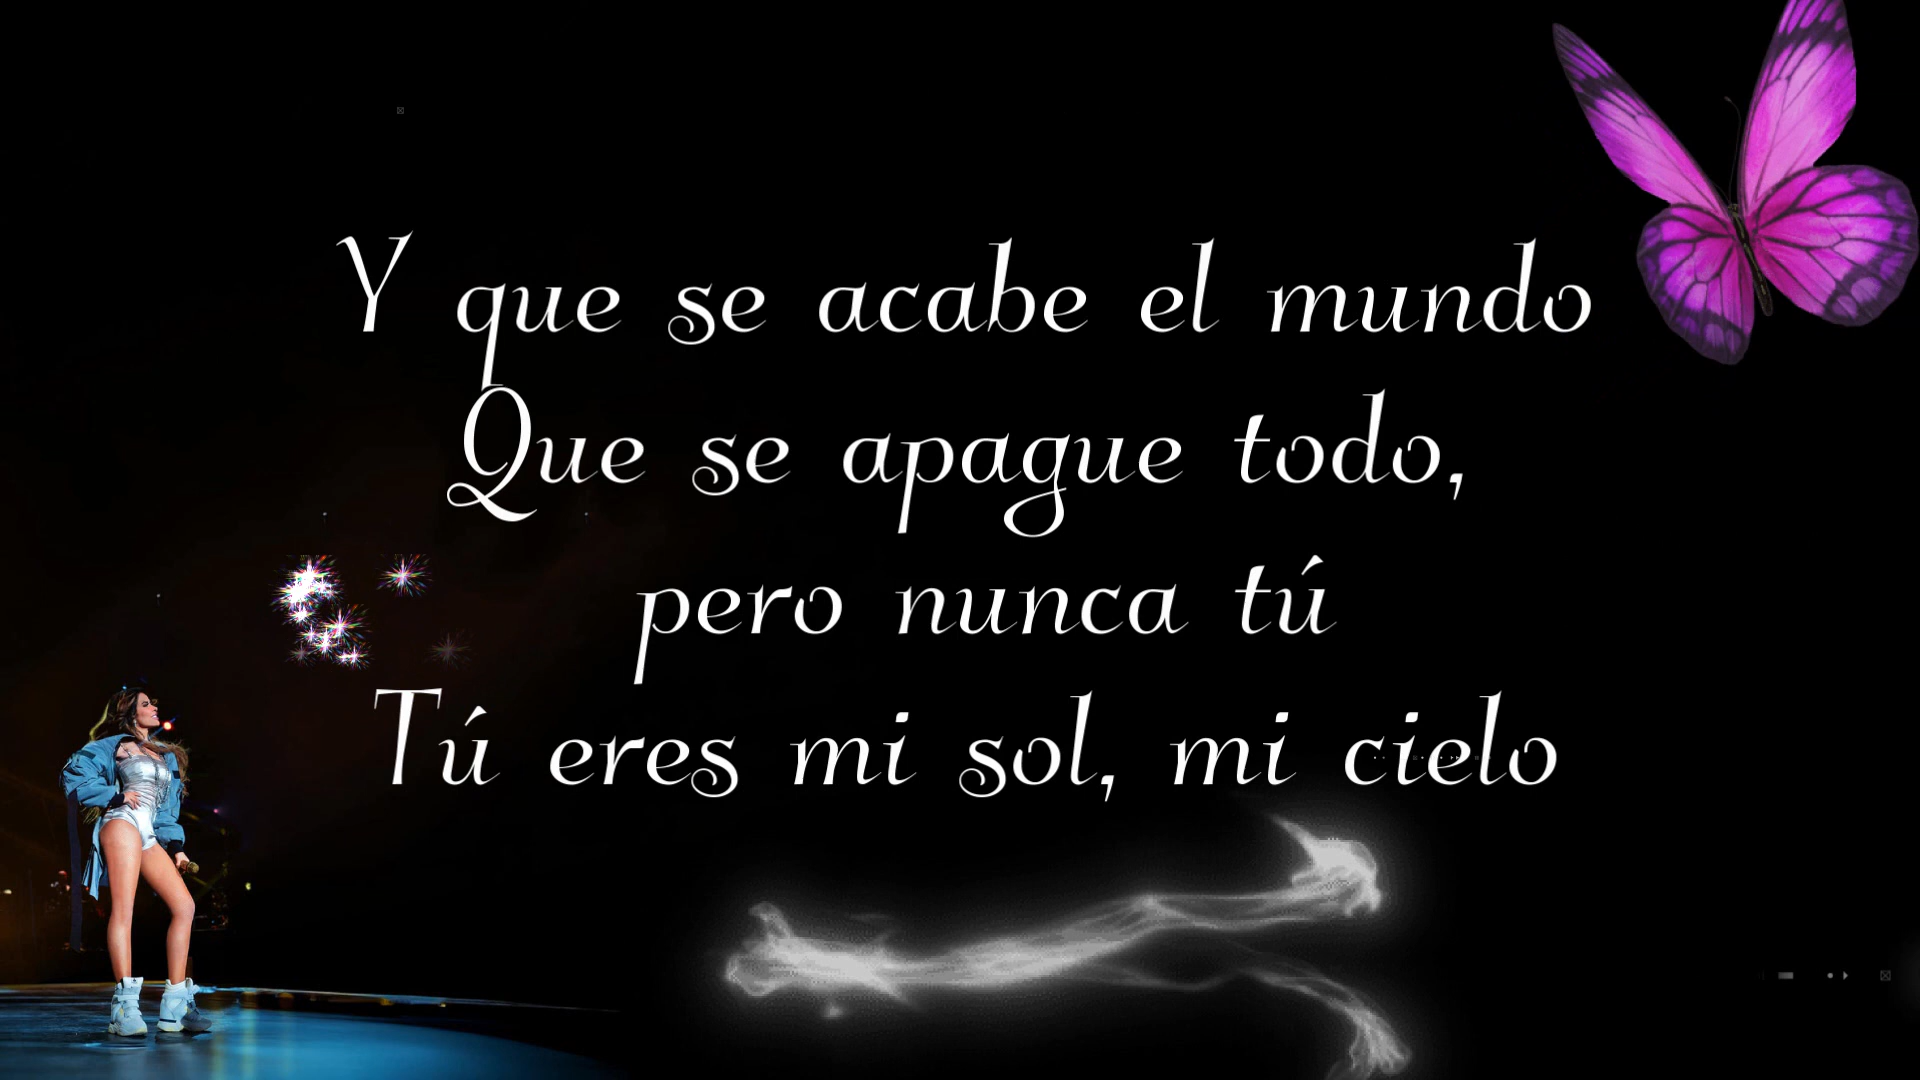 Y que se acabe el mundo
Que se apague todo,
pero nunca tú
Tú eres mi sol, mi cielo